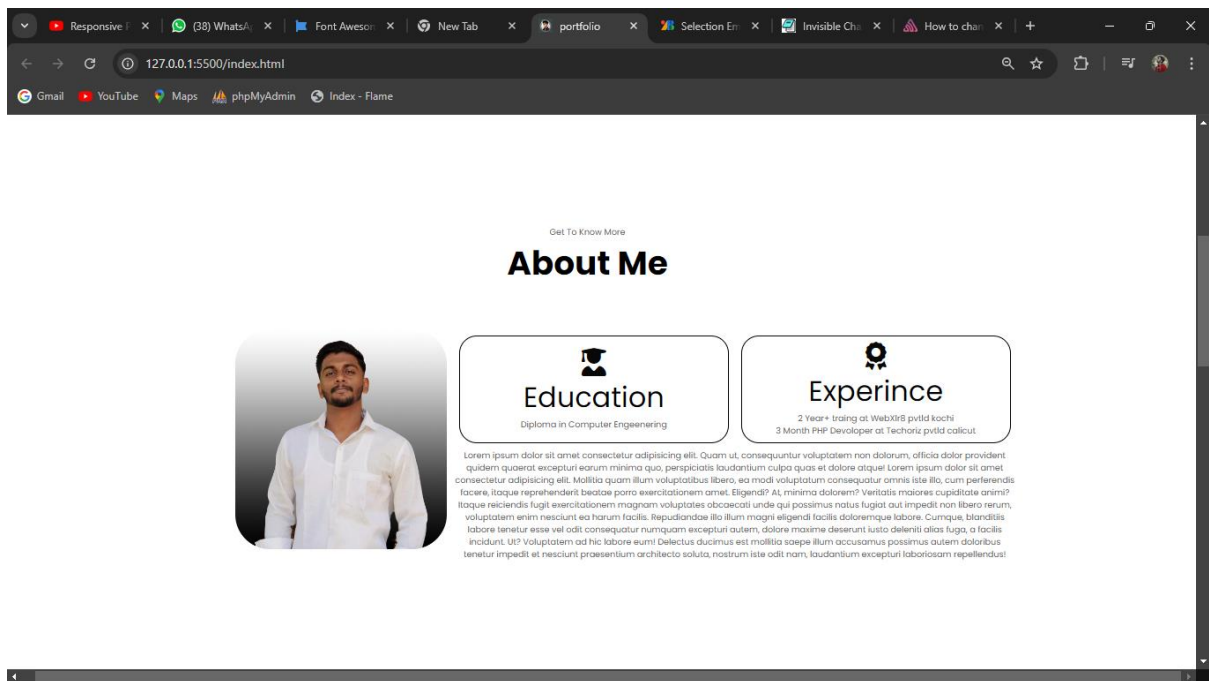 Responsive P
(38) WhatsAp
Font Awesom
New Tab
portfolio
Selection Em
Invisible Cha
How to chan
127.0.0.1:5500/index.html
Gmail
YouTube
Maps
phpMyAdmin
Index - Flame
Get To Know More
About Me
Education
Diploma in Computer Engeenering
Experince
2 Year+ traing at WebXlr8 pvtld kochi
3 Month PHP Devoloper at Techoriz pvtld calicut
Lorem ipsum dolor sit amet consectetur adipisicing elit. Quam ut, consequuntur voluptatem non dolorum, officia dolor provident
quidem quaerat excepturi earum minima quo, perspiciatis laudantium culpa quas et dolore atque! Lorem ipsum dolor sit amet
consectetur adipisicing elit. Mollitia quam illum voluptatibus libero, ea modi voluptatum consequatur omnis iste illo, cum perferendis
facere, itaque reprehenderit beatae porro exercitationem amet. Eligendi? At, minima dolorem? Veritatis maiores cupiditate animi?
Itaque reiciendis fugit exercitationem magnam voluptates obcaecati unde qui possimus natus fugiat aut impedit non libero rerum,
voluptatem enim nesciunt ea harum facilis. Repudiandae illo illum magni eligendi facilis doloremque labore. Cumque, blanditiis
labore tenetur esse vel odit consequatur numquam excepturi autem, dolore maxime deserunt iusto deleniti alias fuga, a facilis
incidunt. Ut? Voluptatem ad hic labore eum! Delectus ducimus est mollitia saepe illum accusamus possimus autem doloribus
tenetur impedit et nesciunt praesentium architecto soluta, nostrum iste odit nam, laudantium excepturi laboriosam repellendus!